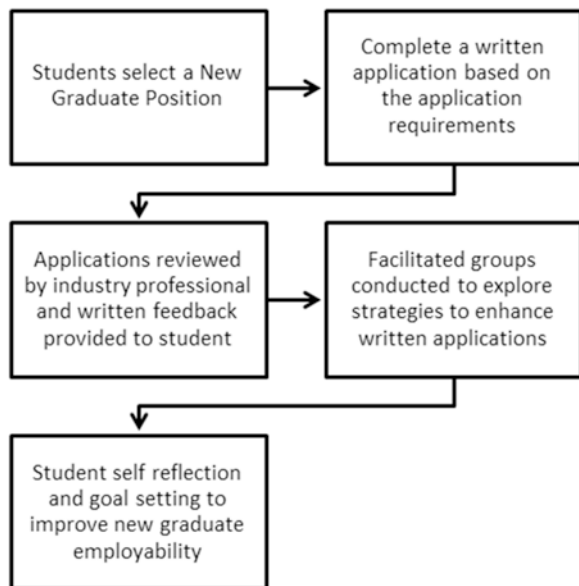 Students select a New
Graduate Position
Complete a written
application based on
the application
requirements
Applications reviewed
by industry professional
and written feedback
provided to student
Facilitated groups
conducted to explore
strategies to enhance
written applications
Student self reflection
and goal setting to
improve new graduate
employability